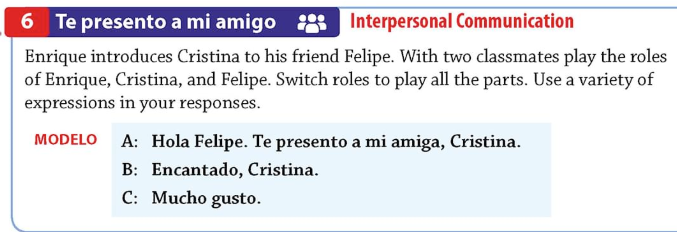 6 Te presento a mi amigo Interpersonal Communication
Enrique introduces Cristina to his friend Felipe. With two classmates play the roles
of Enrique, Cristina, and Felipe. Switch roles to play all the parts. Use a variety of
expressions in your responses.
MODELO A: Hola Felipe. Te presento a mi amiga, Cristina.
B: Encantado, Cristina.
C: Mucho gusto.